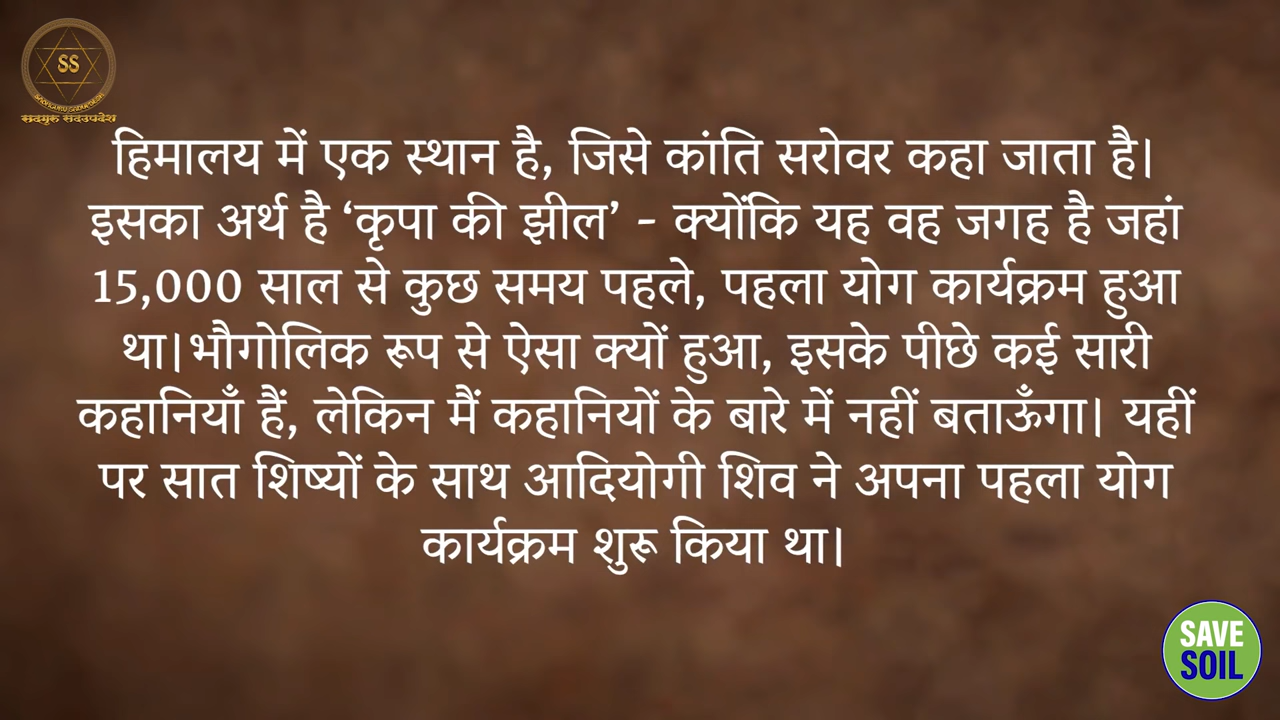 SS
सदगुरु सदउपदेश
हिमालय में एक स्थान है, जिसे कांति सरोवर कहा जाता है।
इसका अर्थ है ‘कृपा की झील’ - क्योंकि यह वह जगह है जहां
15,000 साल से कुछ समय पहले, पहला योग कार्यक्रम हुआ
था।भौगोलिक रूप से ऐसा क्यों हुआ, इसके पीछे कई सारी
कहानियाँ हैं, लेकिन मैं कहानियों के बारे में नहीं बताऊँगा। यहीं
पर सात शिष्यों के साथ आदियोगी शिव ने अपना पहला योग
कार्यक्रम शुरू किया था।
SAVE
SOIL